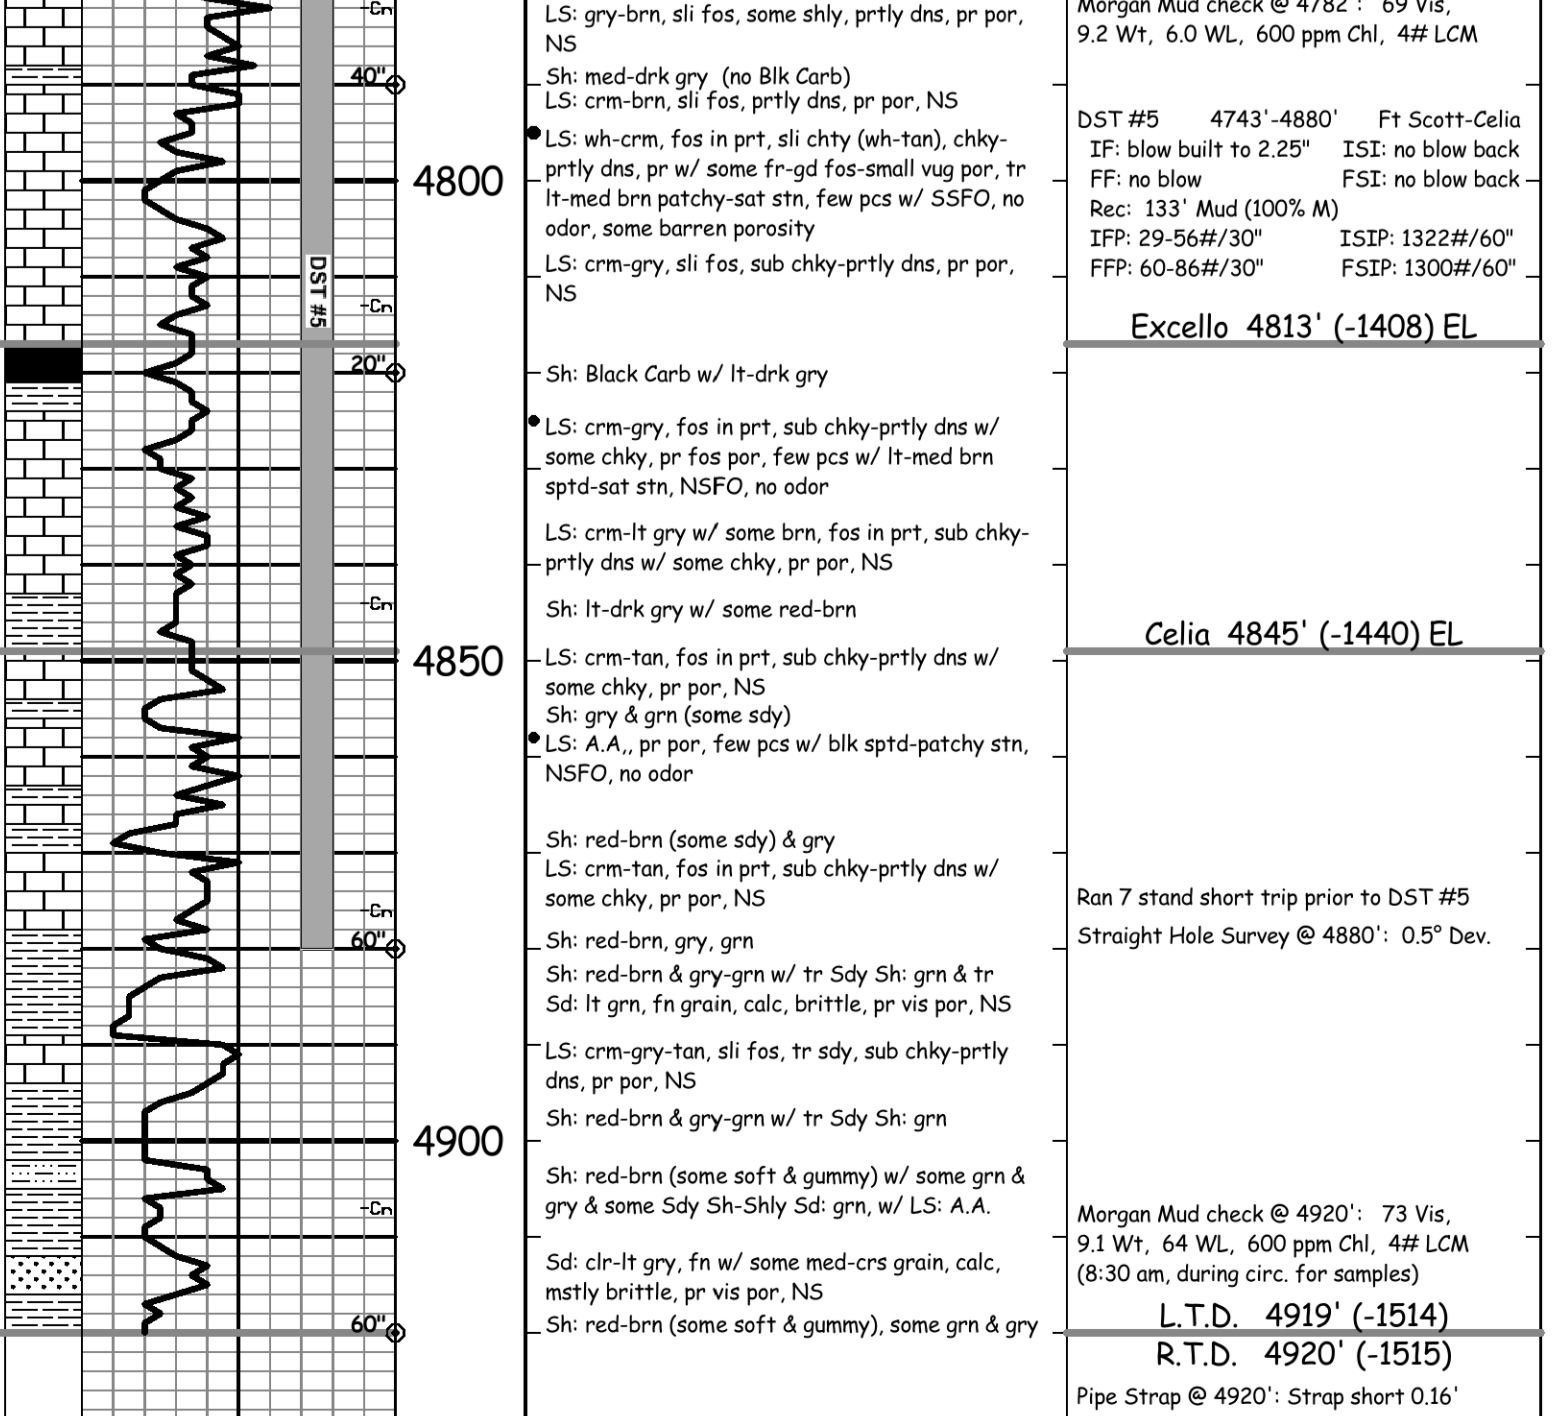 -Cn
40"
4800
DST #5
-Cn
20"
-Cn
4850
-Cn
60"
4900
-Cn
60"
LS: gry-brn, sli fos, some shly, prtly dns, pr por,
NS
Sh: med-drk gry (no Blk Carb)
LS: crm-brn, sli fos, prtly dns, pr por, NS
LS: wh-crm, fos in prt, sli chty (wh-tan), chky-
prtly dns, pr w/ some fr-gd fos-small vug por, tr
lt-med brn patchy-sat stn, few pcs w/ SSFO, no
odor, some barren porosity
LS: crm-gry, sli fos, sub chky-prtly dns, pr por,
NS
Sh: Black Carb w/ lt-drk gry
LS: crm-gry, fos in prt, sub chky-prtly dns w/
some chky, pr fos por, few pcs w/ lt-med brn
sptd-sat stn, NSFO, no odor
LS: crm-lt gry w/ some brn, fos in prt, sub chky-
prtly dns w/ some chky, pr por, NS
Sh: lt-drk gry w/ some red-brn
LS: crm-tan, fos in prt, sub chky-prtly dns w/
some chky, pr por, NS
Sh: gry & grn (some sdy)
LS: A.A,, pr por, few pcs w/ blk sptd-patchy stn,
NSFO, no odor
Sh: red-brn (some sdy) & gry
LS: crm-tan, fos in prt, sub chky-prtly dns w/
some chky, pr por, NS
Sh: red-brn, gry, grn
Sh: red-brn & gry-grn w/ tr Sdy Sh: grn & tr
Sd: lt grn, fn grain, calc, brittle, pr vis por, NS
LS: crm-gry-tan, sli fos, tr sdy, sub chky-prtly
dns, pr por, NS
Sh: red-brn & gry-grn w/ tr Sdy Sh: grn
Sh: red-brn (some soft & gummy) w/ some grn &
gry & some Sdy Sh-Shly Sd: grn, w/ LS: A.A.
Sd: clr-lt gry, fn w/ some med-crs grain, calc,
mstly brittle, pr vis por, NS
Sh: red-brn (some soft & gummy), some grn & gry
Morgan Mud check @ 4782': 69 Vis,
9.2 Wt, 6.0 WL, 600 ppm Chl, 4# LCM
DST #5 4743'-4880' Ft Scott-Celia
IF: blow built to 2.25" ISI: no blow back
FF: no blow FSI: no blow back
Rec: 133' Mud (100% M)
IFP: 29-56#/30" ISIP: 1322#/60"
FFP: 60-86#/30" FSIP: 1300#/60"
Excello 4813' (-1408) EL
Celia 4845' (-1440) EL
Ran 7 stand short trip prior to DST #5
Straight Hole Survey @ 4880': 0.5° Dev.
Morgan Mud check @ 4920': 73 Vis,
9.1 Wt, 64 WL, 600 ppm Chl, 4# LCM
(8:30 am, during circ. for samples)
L.T.D. 4919' (-1514)
R.T.D. 4920' (-1515)
Pipe Strap @ 4920': Strap short 0.16'